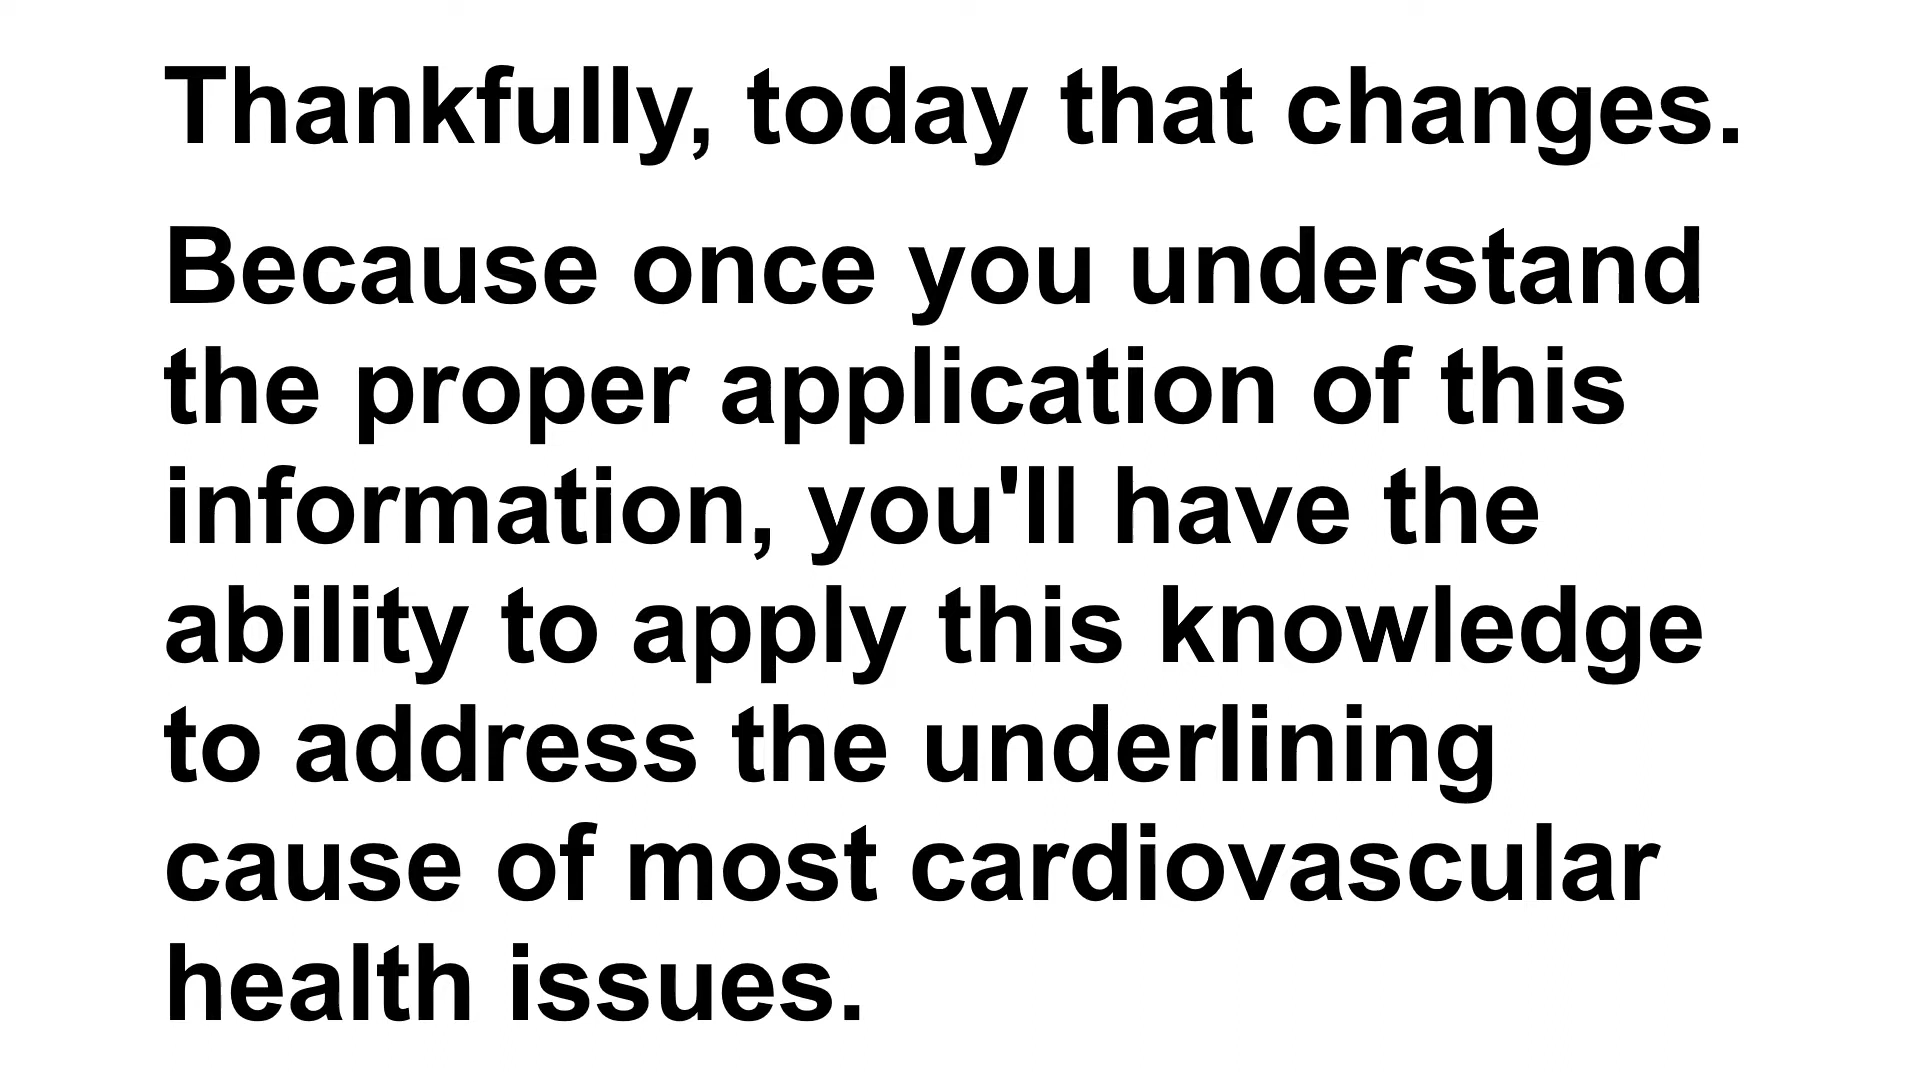 Thankfully, today that changes.
Because once you understand
the proper application of this
information, you'll have the
ability to apply this knowledge
to address the underlining
cause of most cardiovascular
health issues.